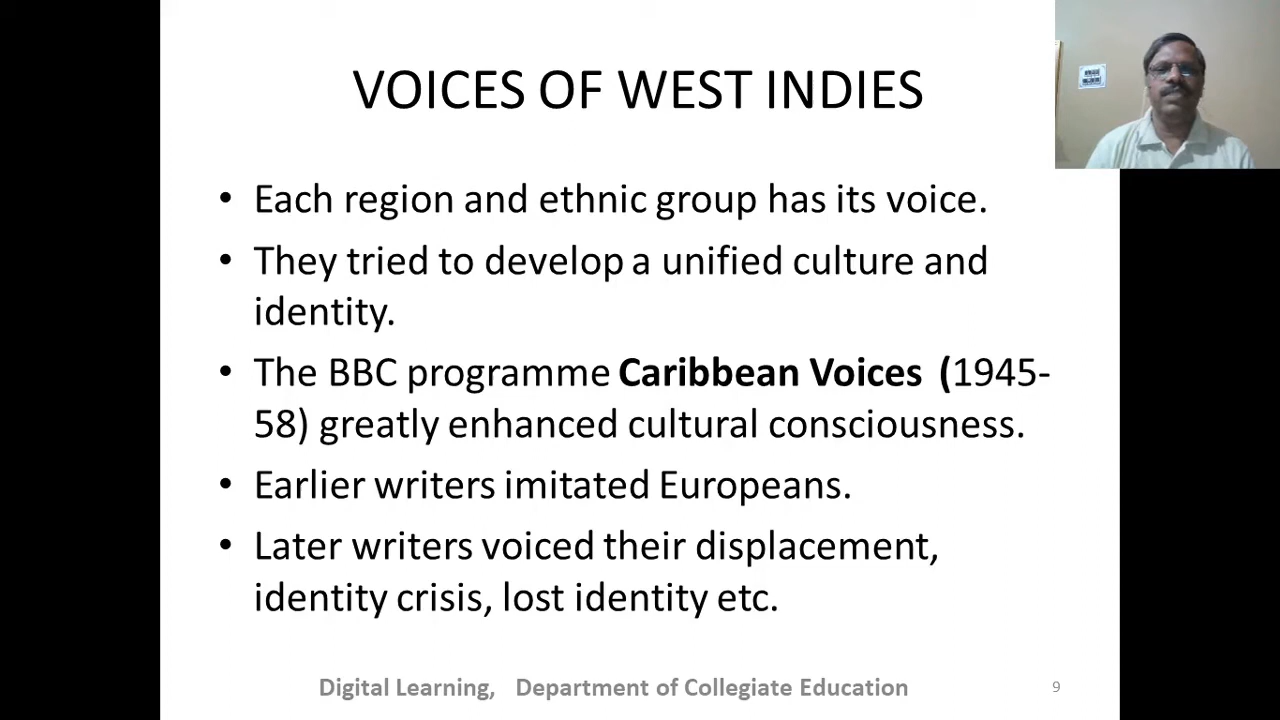 VOICES OF WEST INDIES
• Each region and ethnic group has its voice.
• They tried to develop a unified culture and
identity.
• The BBC programme Caribbean Voices (1945-
58) greatly enhanced cultural consciousness.
• Earlier writers imitated Europeans.
• Later writers voiced their displacement,
identity crisis, lost identity etc.
Digital Learning, Department of Collegiate Education 9